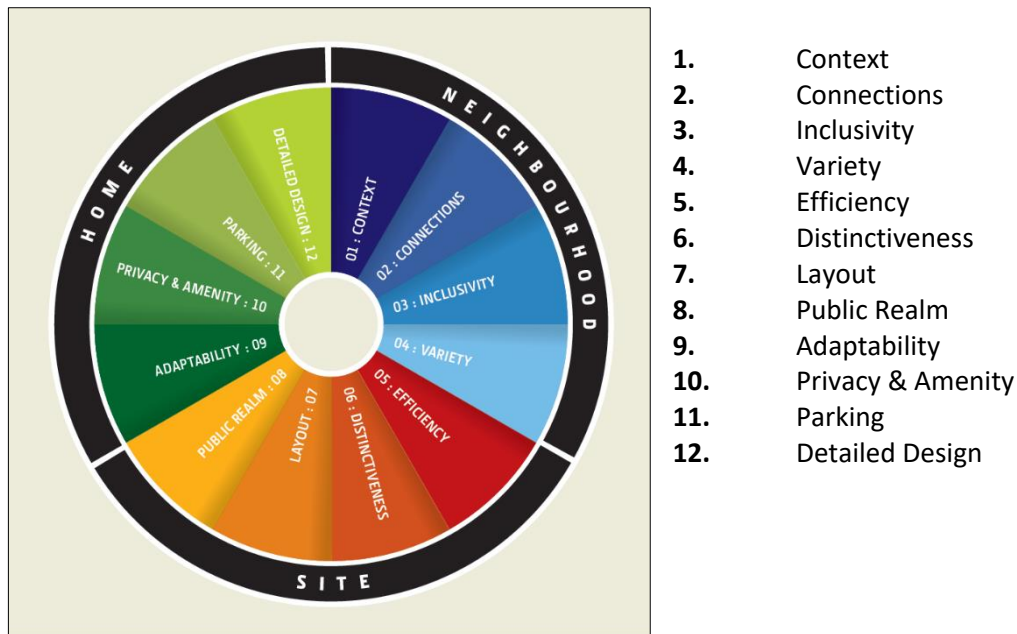 HOME
NEIGHBOURHOOD
SITE
01 : CONTEXT
02 : CONNECTIONS
03 : INCLUSIVITY
04 : VARIETY
05 : EFFICIENCY
06 : DISTINCTIVENESS
LAYOUT : 07
PUBLIC REALM : 08
ADAPTABILITY : 09
PRIVACY & AMENITY : 10
PARKING : 11
DETAILED DESIGN : 12
1. Context
2. Connections
3. Inclusivity
4. Variety
5. Efficiency
6. Distinctiveness
7. Layout
8. Public Realm
9. Adaptability
10. Privacy & Amenity
11. Parking
12. Detailed Design